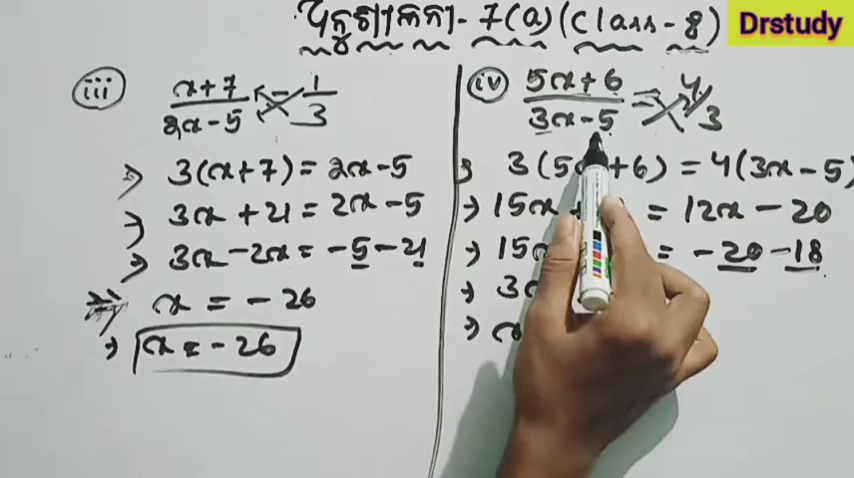 ଅନୁଶୀଳନୀ - 7(a) (Class - 8)
Drstudy
iii x+7 / 2x-5 = 1/3
⇒ 3(x+7) = 2x-5
⇒ 3x + 21 = 2x - 5
⇒ 3x - 2x = -5 - 21
x = -26
⇒ x = -26
iv 5x+6 / 3x-5 = 4/3
⇒ 3(5x+6) = 4(3x-5)
⇒ 15x = 12x - 20
⇒ 15x = -20 - 18
⇒ 3x
⇒ x